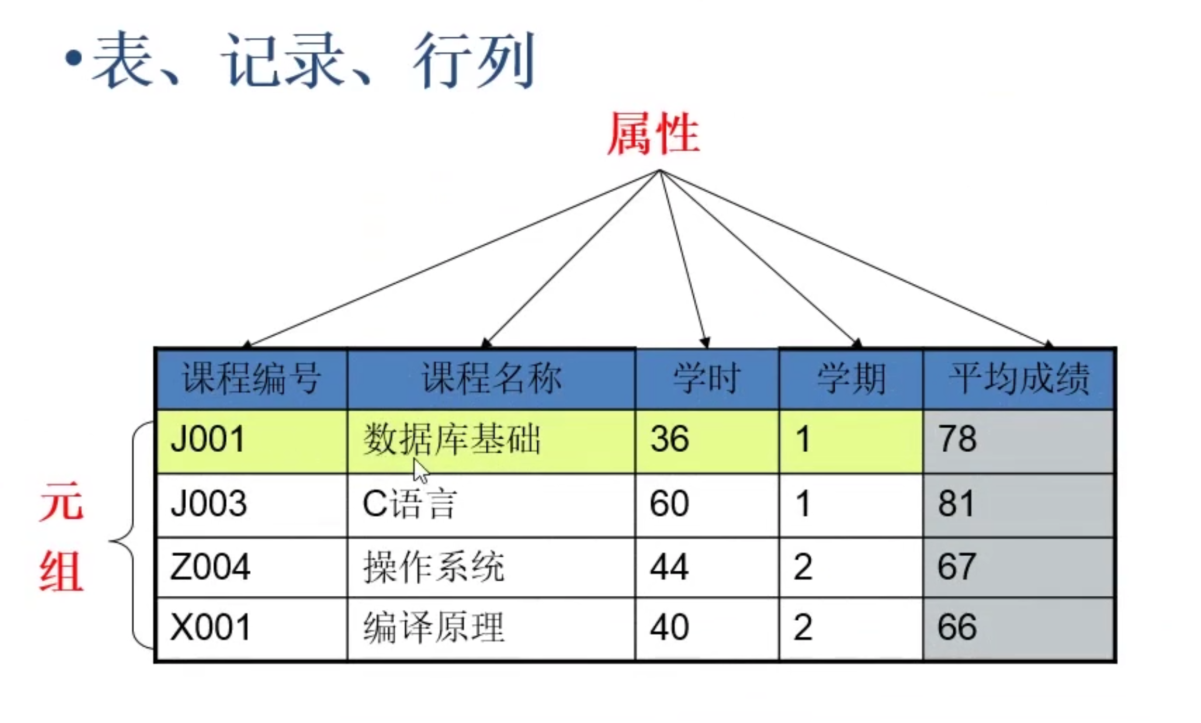 •表、记录、行列
属性
课程编号 课程名称 学时 学期 平均成绩
J001 数据库基础 36 1 78
J003 C语言 60 1 81
Z004 操作系统 44 2 67
X001 编译原理 40 2 66
元
组